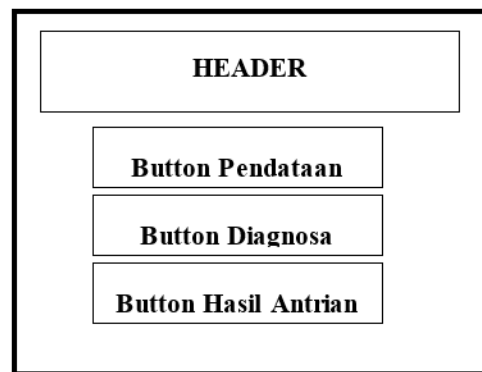 HEADER
Button Pendataan
Button Diagnosa
Button Hasil Antrian